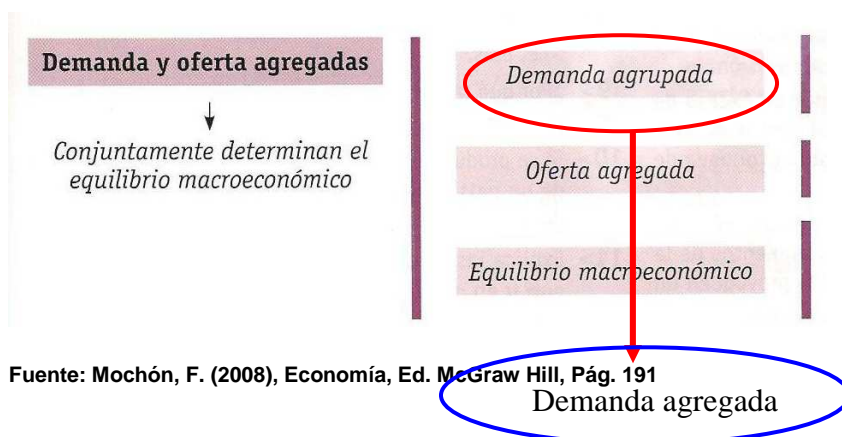 Demanda y oferta agregadas
Conjuntamente determinan el
equilibrio macroeconómico
Demanda agrupada
Oferta agregada
Equilibrio macroeconómico
Fuente: Mochón, F. (2008), Economía, Ed. McGraw Hill, Pág. 191
Demanda agregada